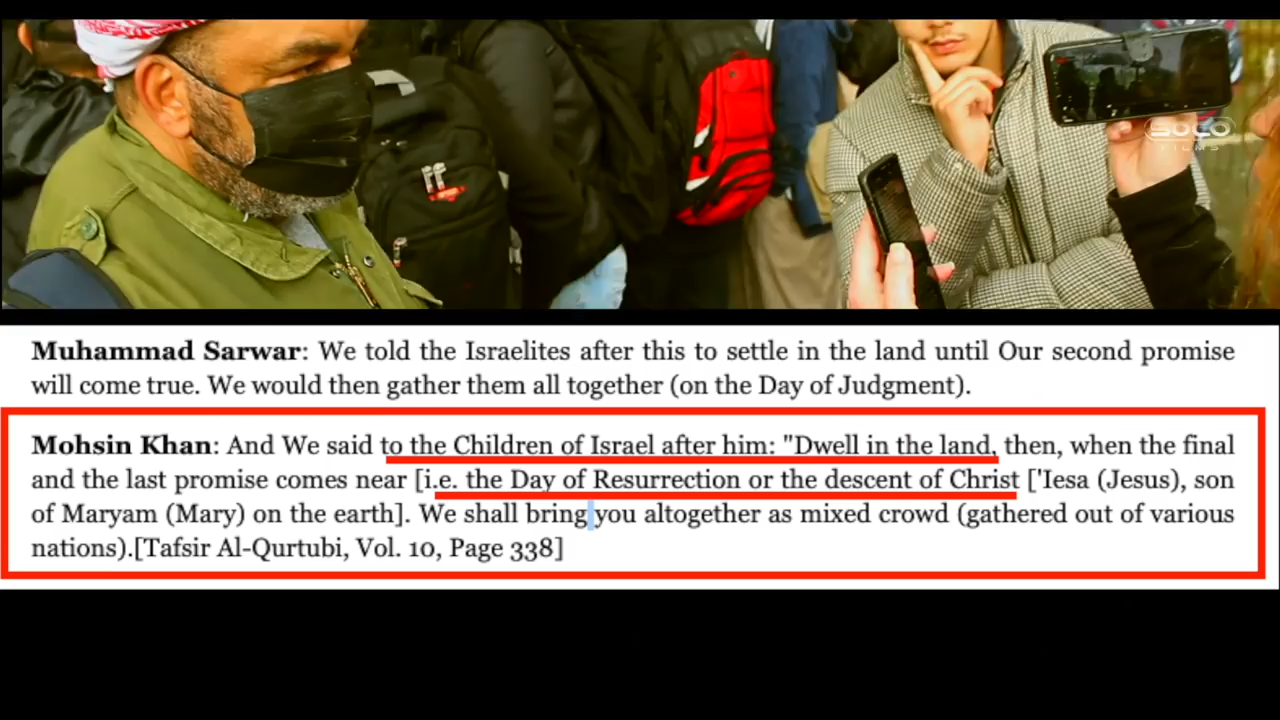 SOCO
FILMS
Muhammad Sarwar: We told the Israelites after this to settle in the land until Our second promise
will come true. We would then gather them all together (on the Day of Judgment).
Mohsin Khan: And We said to the Children of Israel after him: "Dwell in the land, then, when the final
and the last promise comes near [i.e. the Day of Resurrection or the descent of Christ ['Iesa (Jesus), son
of Maryam (Mary) on the earth]. We shall bring you altogether as mixed crowd (gathered out of various
nations).[Tafsir Al-Qurtubi, Vol. 10, Page 338]